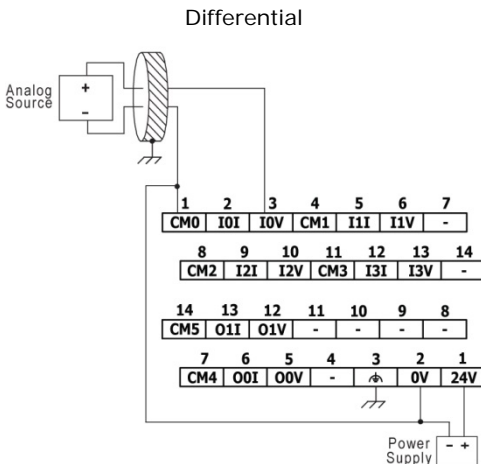 Differential
Analog
Source
+
-
1 2 3 4 5 6 7
CM0 I0I I0V CM1 I1I I1V -
8 9 10 11 12 13 14
CM2 I2I I2V CM3 I3I I3V -
14 13 12 11 10 9 8
CM5 O1I O1V - - - -
7 6 5 4 3 2 1
CM4 O0I O0V - 0V 24V
Power
Supply
- +